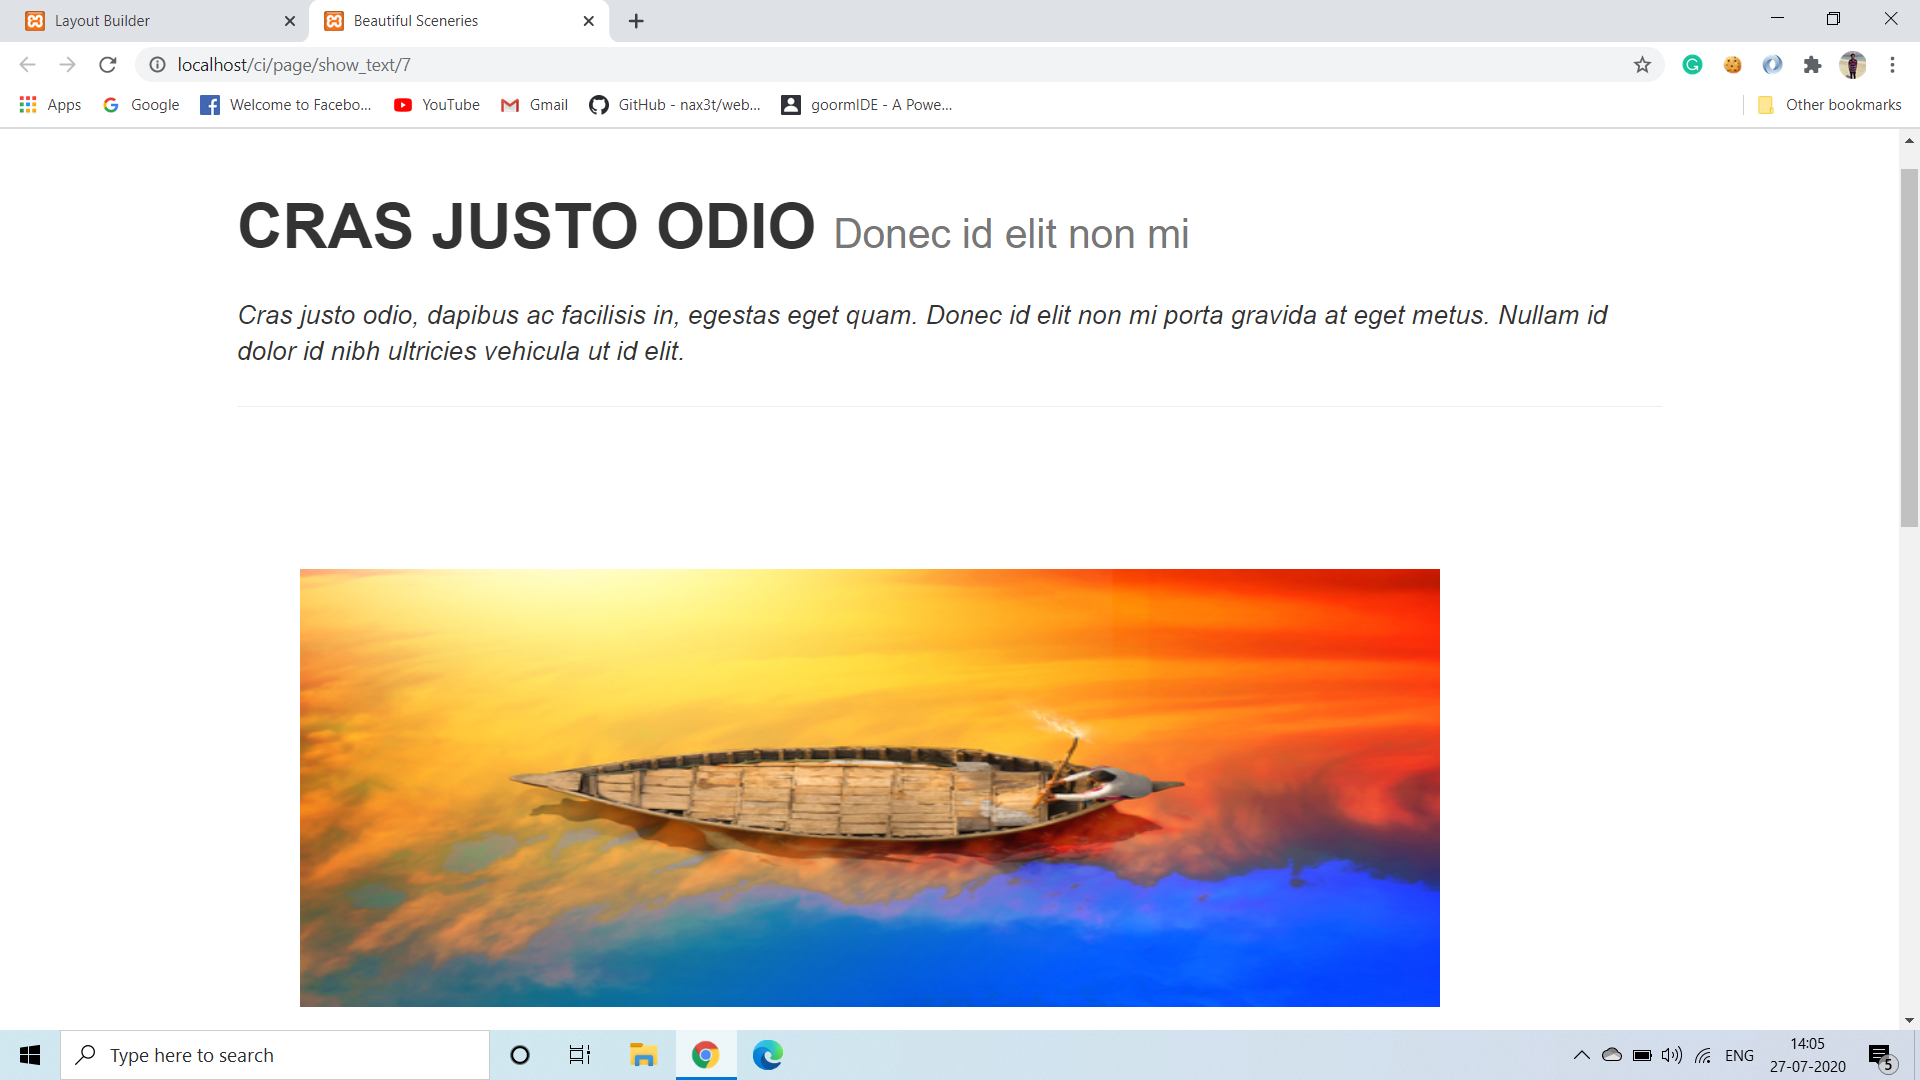 Layout Builder
Beautiful Sceneries
localhost/ci/page/show_text/7
Apps
Google
Welcome to Facebo...
YouTube
Gmail
GitHub - nax3t/web...
goormIDE - A Powe...
Other bookmarks
CRAS JUSTO ODIO Donec id elit non mi
Cras justo odio, dapibus ac facilisis in, egestas eget quam. Donec id elit non mi porta gravida at eget metus. Nullam id
dolor id nibh ultricies vehicula ut id elit.
Type here to search
ENG
14:05
27-07-2020
5